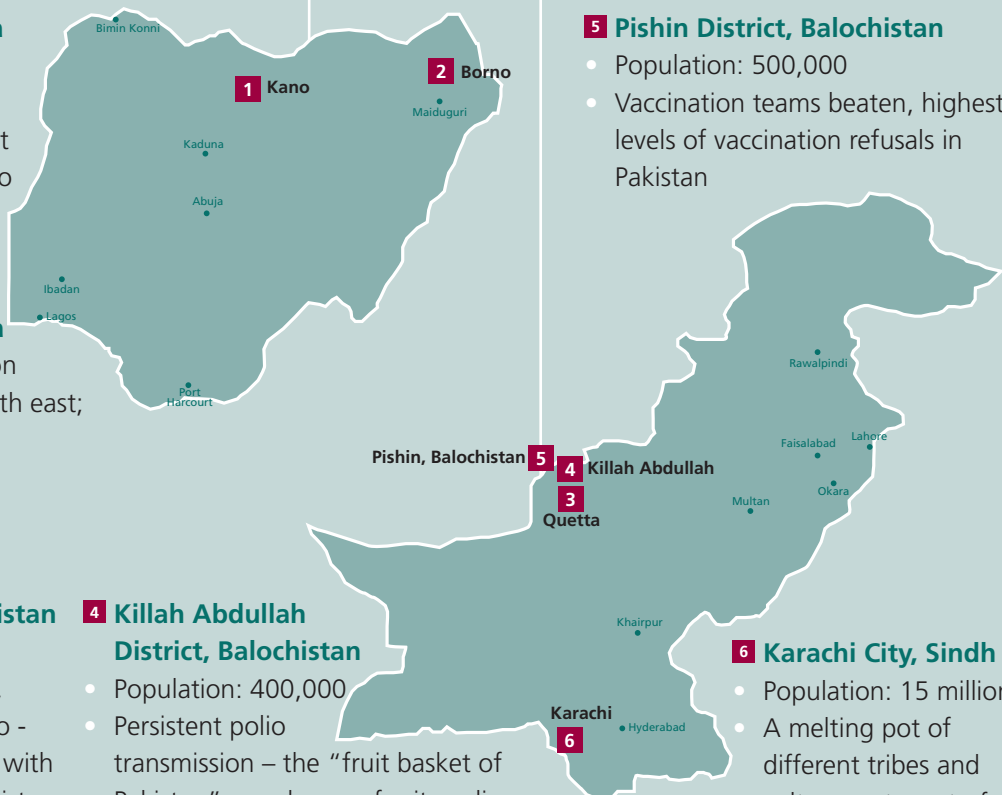 Bimin Konni
1 Kano
2 Borno
Maiduguri
Kaduna
Abuja
Ibadan
Lagos
Port
Harcourt
th east;
5 Pishin District, Balochistan
• Population: 500,000
• Vaccination teams beaten, highest
levels of vaccination refusals in
Pakistan
Rawalpindi
Faisalabad
Lahore
Okara
Multan
Pishin, Balochistan 5
4 Killah Abdullah
3
Quetta
Khairpur
Karachi
6
Hyderabad
istan
o -
with
4 Killah Abdullah
District, Balochistan
• Population: 400,000
• Persistent polio
transmission – the “fruit basket of
6 Karachi City, Sindh
• Population: 15 million
• A melting pot of
different tribes and